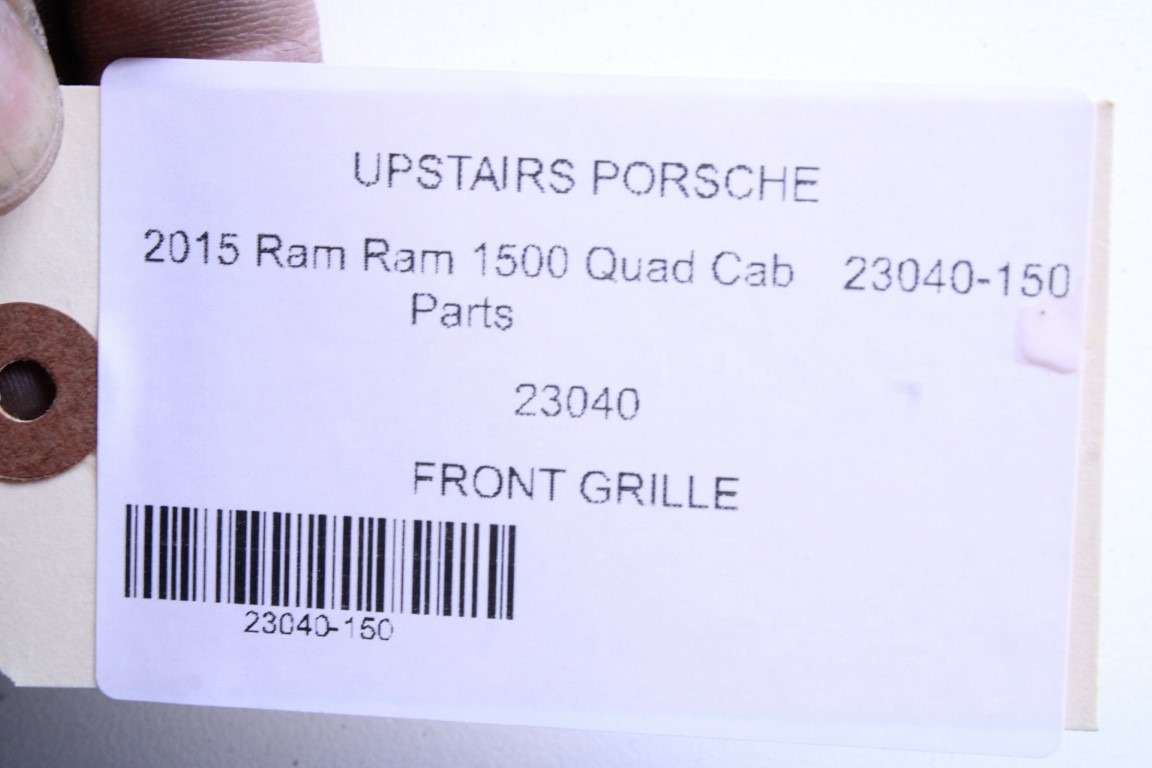 UPSTAIRS PORSCHE
2015 Ram Ram 1500 Quad Cab 23040-150
Parts
23040
FRONT GRILLE
23040-150